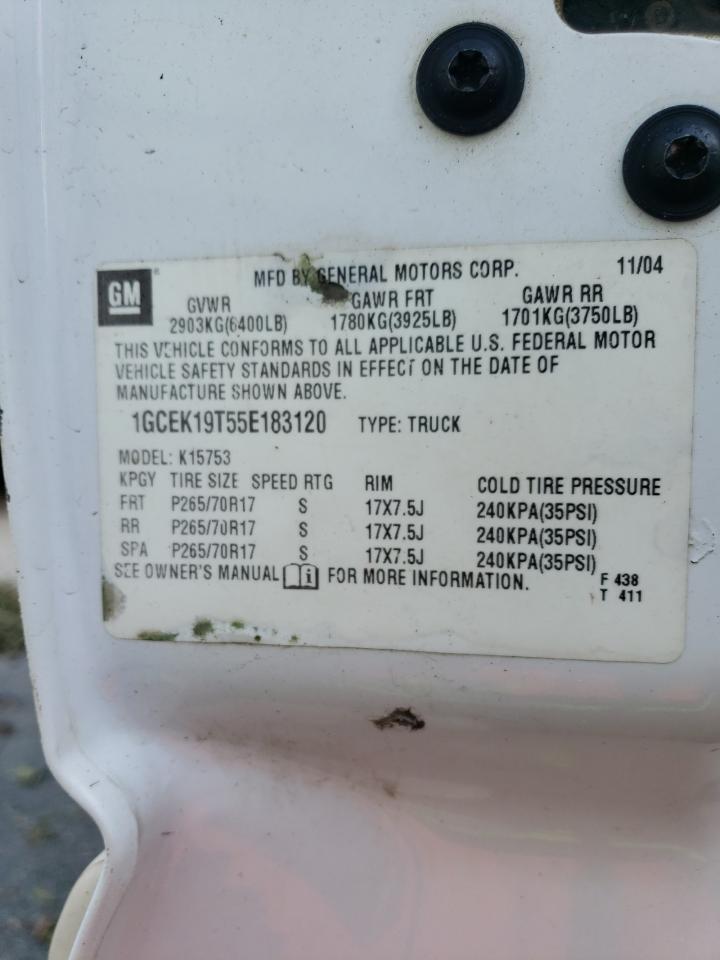 GM MFD BY GENERAL MOTORS CORP. 11/04
GVWR GAWR FRT GAWR RR
2903KG(6400LB) 1780KG(3925LB) 1701KG(3750LB)
THIS VEHICLE CONFORMS TO ALL APPLICABLE U.S. FEDERAL MOTOR
VEHICLE SAFETY STANDARDS IN EFFECT ON THE DATE OF
MANUFACTURE SHOWN ABOVE.
1GCEK19T55E183120 TYPE: TRUCK
MODEL: K15753
KPGY TIRE SIZE SPEED RTG RIM COLD TIRE PRESSURE
FRT P265/70R17 S 17X7.5J 240KPA(35PSI)
RR P265/70R17 S 17X7.5J 240KPA(35PSI)
SPA P265/70R17 S 17X7.5J 240KPA(35PSI)
SEE OWNER'S MANUAL i FOR MORE INFORMATION.
F 438
T 411